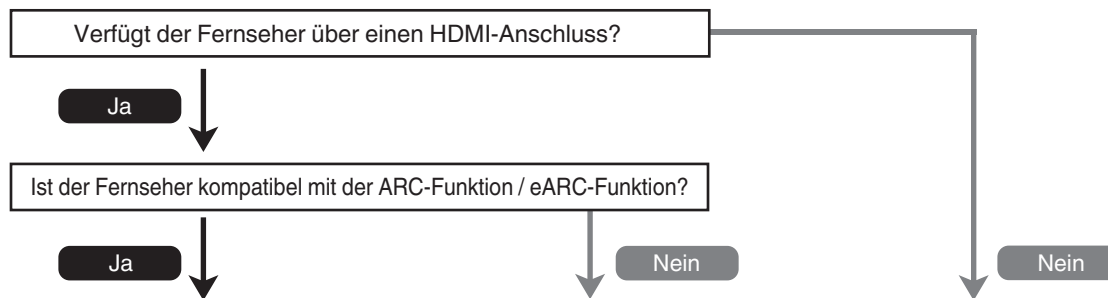 Verfügt der Fernseher über einen HDMI-Anschluss?
Ja
Ist der Fernseher kompatibel mit der ARC-Funktion / eARC-Funktion?
Ja
Nein
Nein